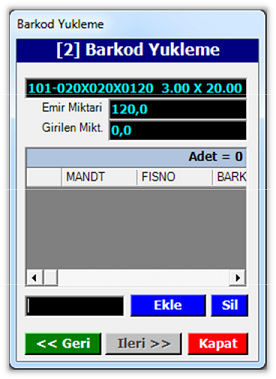 Barkod Yukleme
[2] Barkod Yukleme
101-020X020X0120 3.00 X 20.00
Emir Miktari 120,0
Girilen Mikt. 0,0
Adet = 0
MANDT FISNO BARK
Ekle Sil
<< Geri Ileri >> Kapat